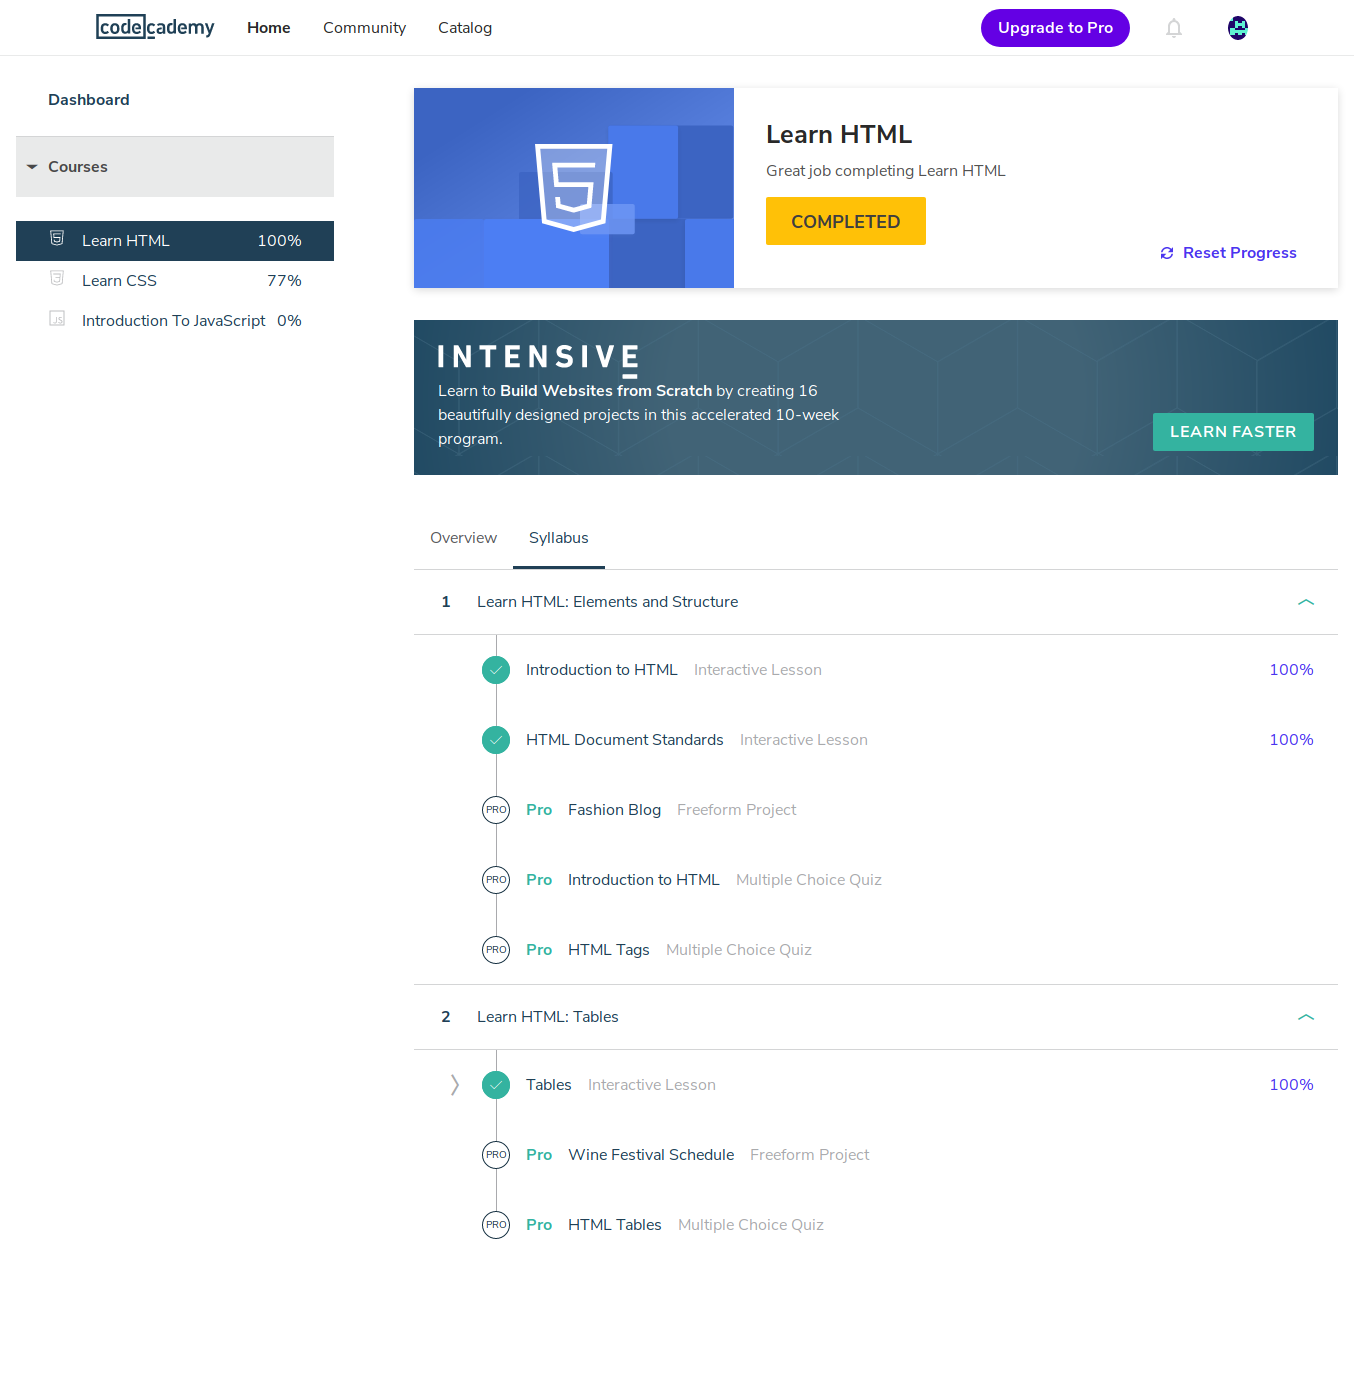 codecademy Home Community Catalog Upgrade to Pro
Dashboard
Courses
Learn HTML 100%
Learn CSS 77%
JS Introduction To JavaScript 0%
Learn HTML
Great job completing Learn HTML
COMPLETED
Reset Progress
INTENSIVE
Learn to Build Websites from Scratch by creating 16
beautifully designed projects in this accelerated 10-week
program.
LEARN FASTER
Overview Syllabus
1 Learn HTML: Elements and Structure
Introduction to HTML Interactive Lesson 100%
HTML Document Standards Interactive Lesson 100%
PRO Pro Fashion Blog Freeform Project
PRO Pro Introduction to HTML Multiple Choice Quiz
PRO Pro HTML Tags Multiple Choice Quiz
2 Learn HTML: Tables
Tables Interactive Lesson 100%
PRO Pro Wine Festival Schedule Freeform Project
PRO Pro HTML Tables Multiple Choice Quiz